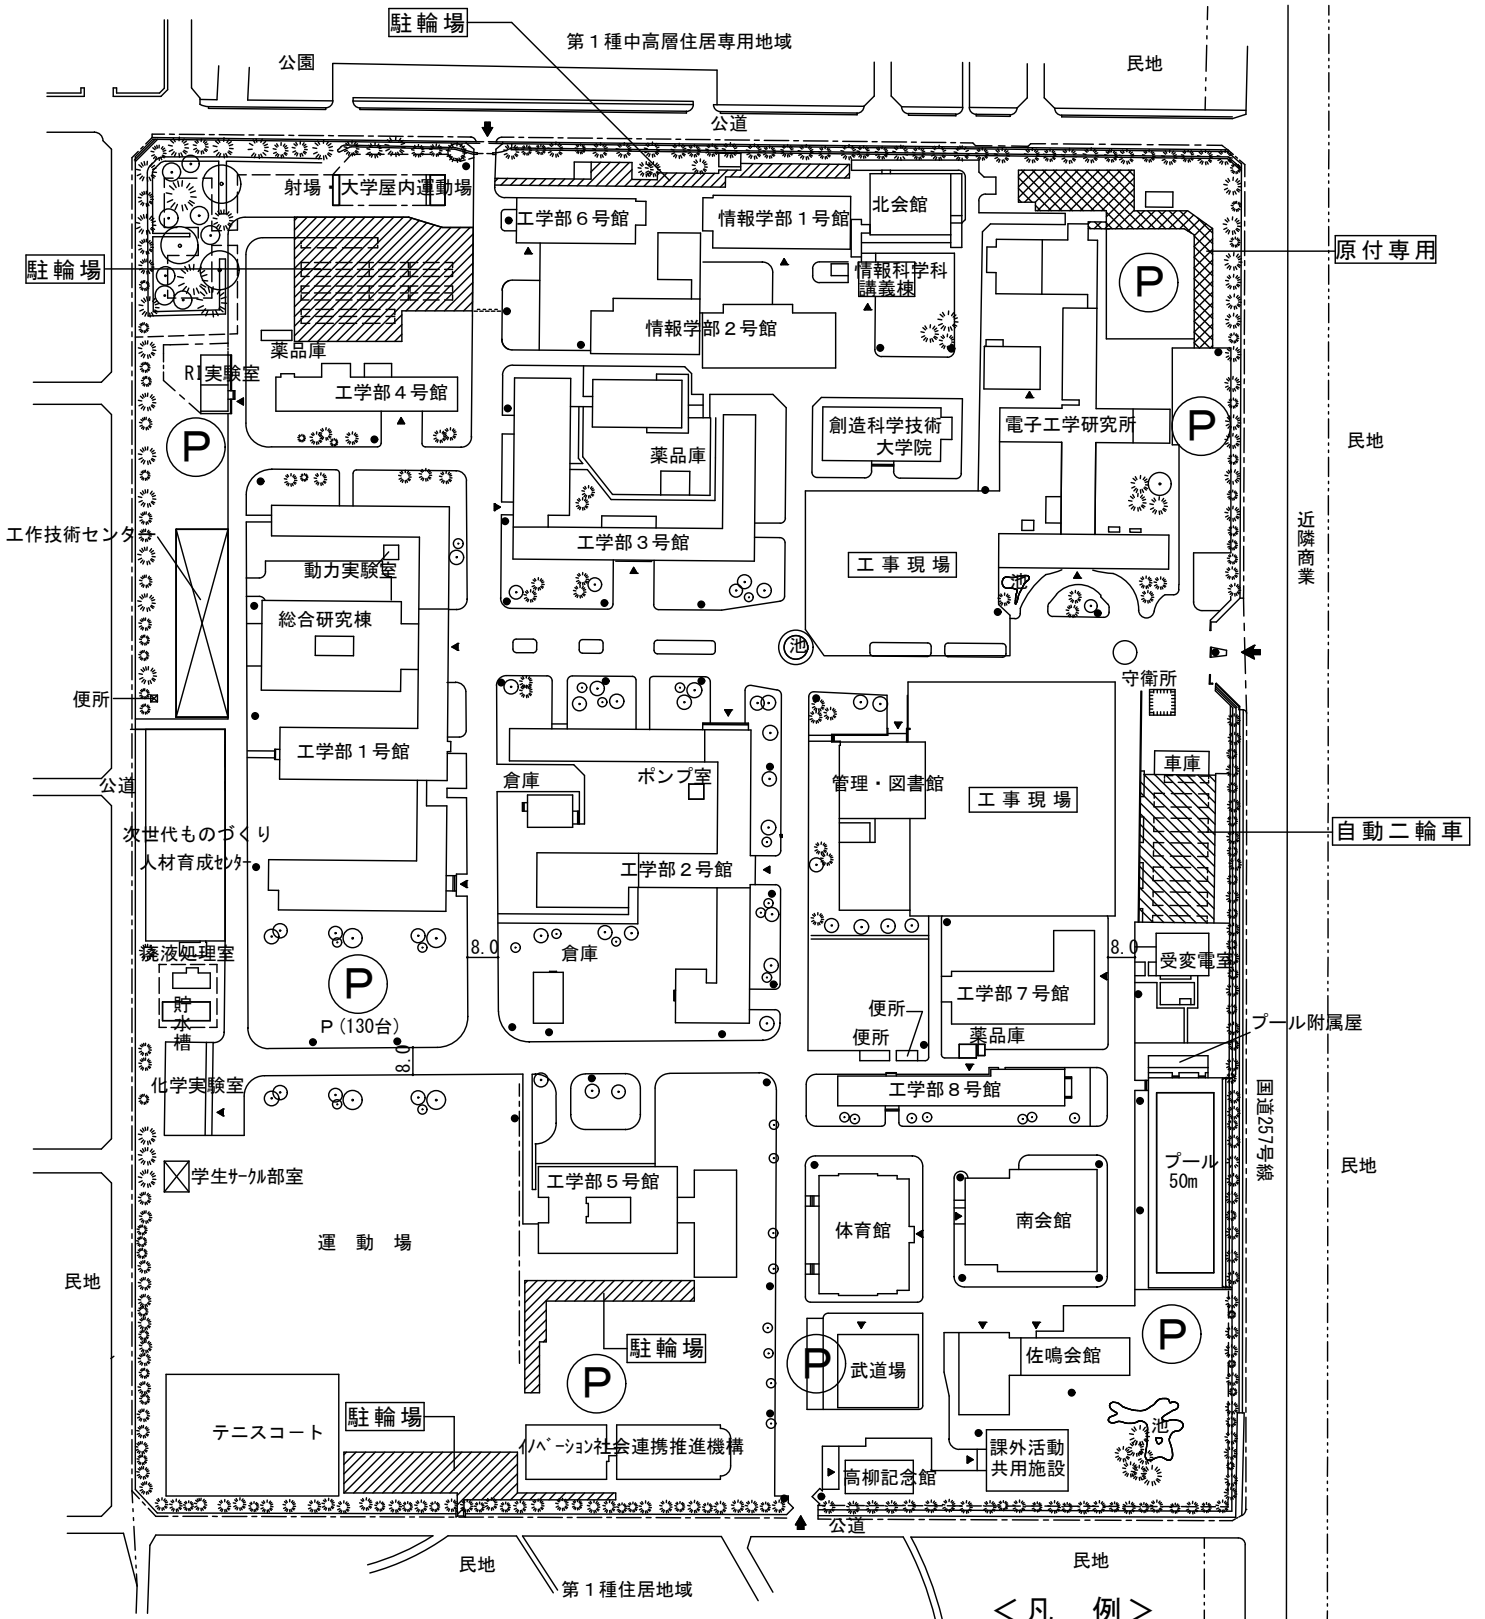 駐輪場
第１種中高層住居専用地域
公園
民地
公道
射場・大学屋内運動場
工学部６号館
情報学部１号館
北会館
原付専用
駐輪場
P
情報科学科
講義棟
情報学部２号館
薬品庫
RI実験室
工学部４号館
創造科学技術
大学院
電子工学研究所
P
P
民地
薬品庫
工作技術センター
工学部３号館
近隣商業
動力実験室
工事現場
池
総合研究棟
池
守衛所
便所
工学部１号館
車庫
公道
倉庫
ポンプ室
管理・図書館
工事現場
自動二輪車
次世代ものづくり
人材育成ｾﾝﾀｰ
工学部２号館
8.0
8.0
廃液処理室
倉庫
受変電室
P
工学部７号館
貯水槽
P (130台)
便所
便所
薬品庫
プール附属屋
8.0
化学実験室
工学部８号館
国道257号線
学生ｻｰｸﾙ部室
工学部５号館
プール
50m
民地
運動場
体育館
南会館
民地
駐輪場
P
P
P
武道場
佐鳴会館
テニスコート
駐輪場
ｲﾉﾍﾞｰｼｮﾝ社会連携推進機構
池
課外活動
共用施設
高柳記念館
公道
民地
民地
第１種住居地域
＜凡 例＞